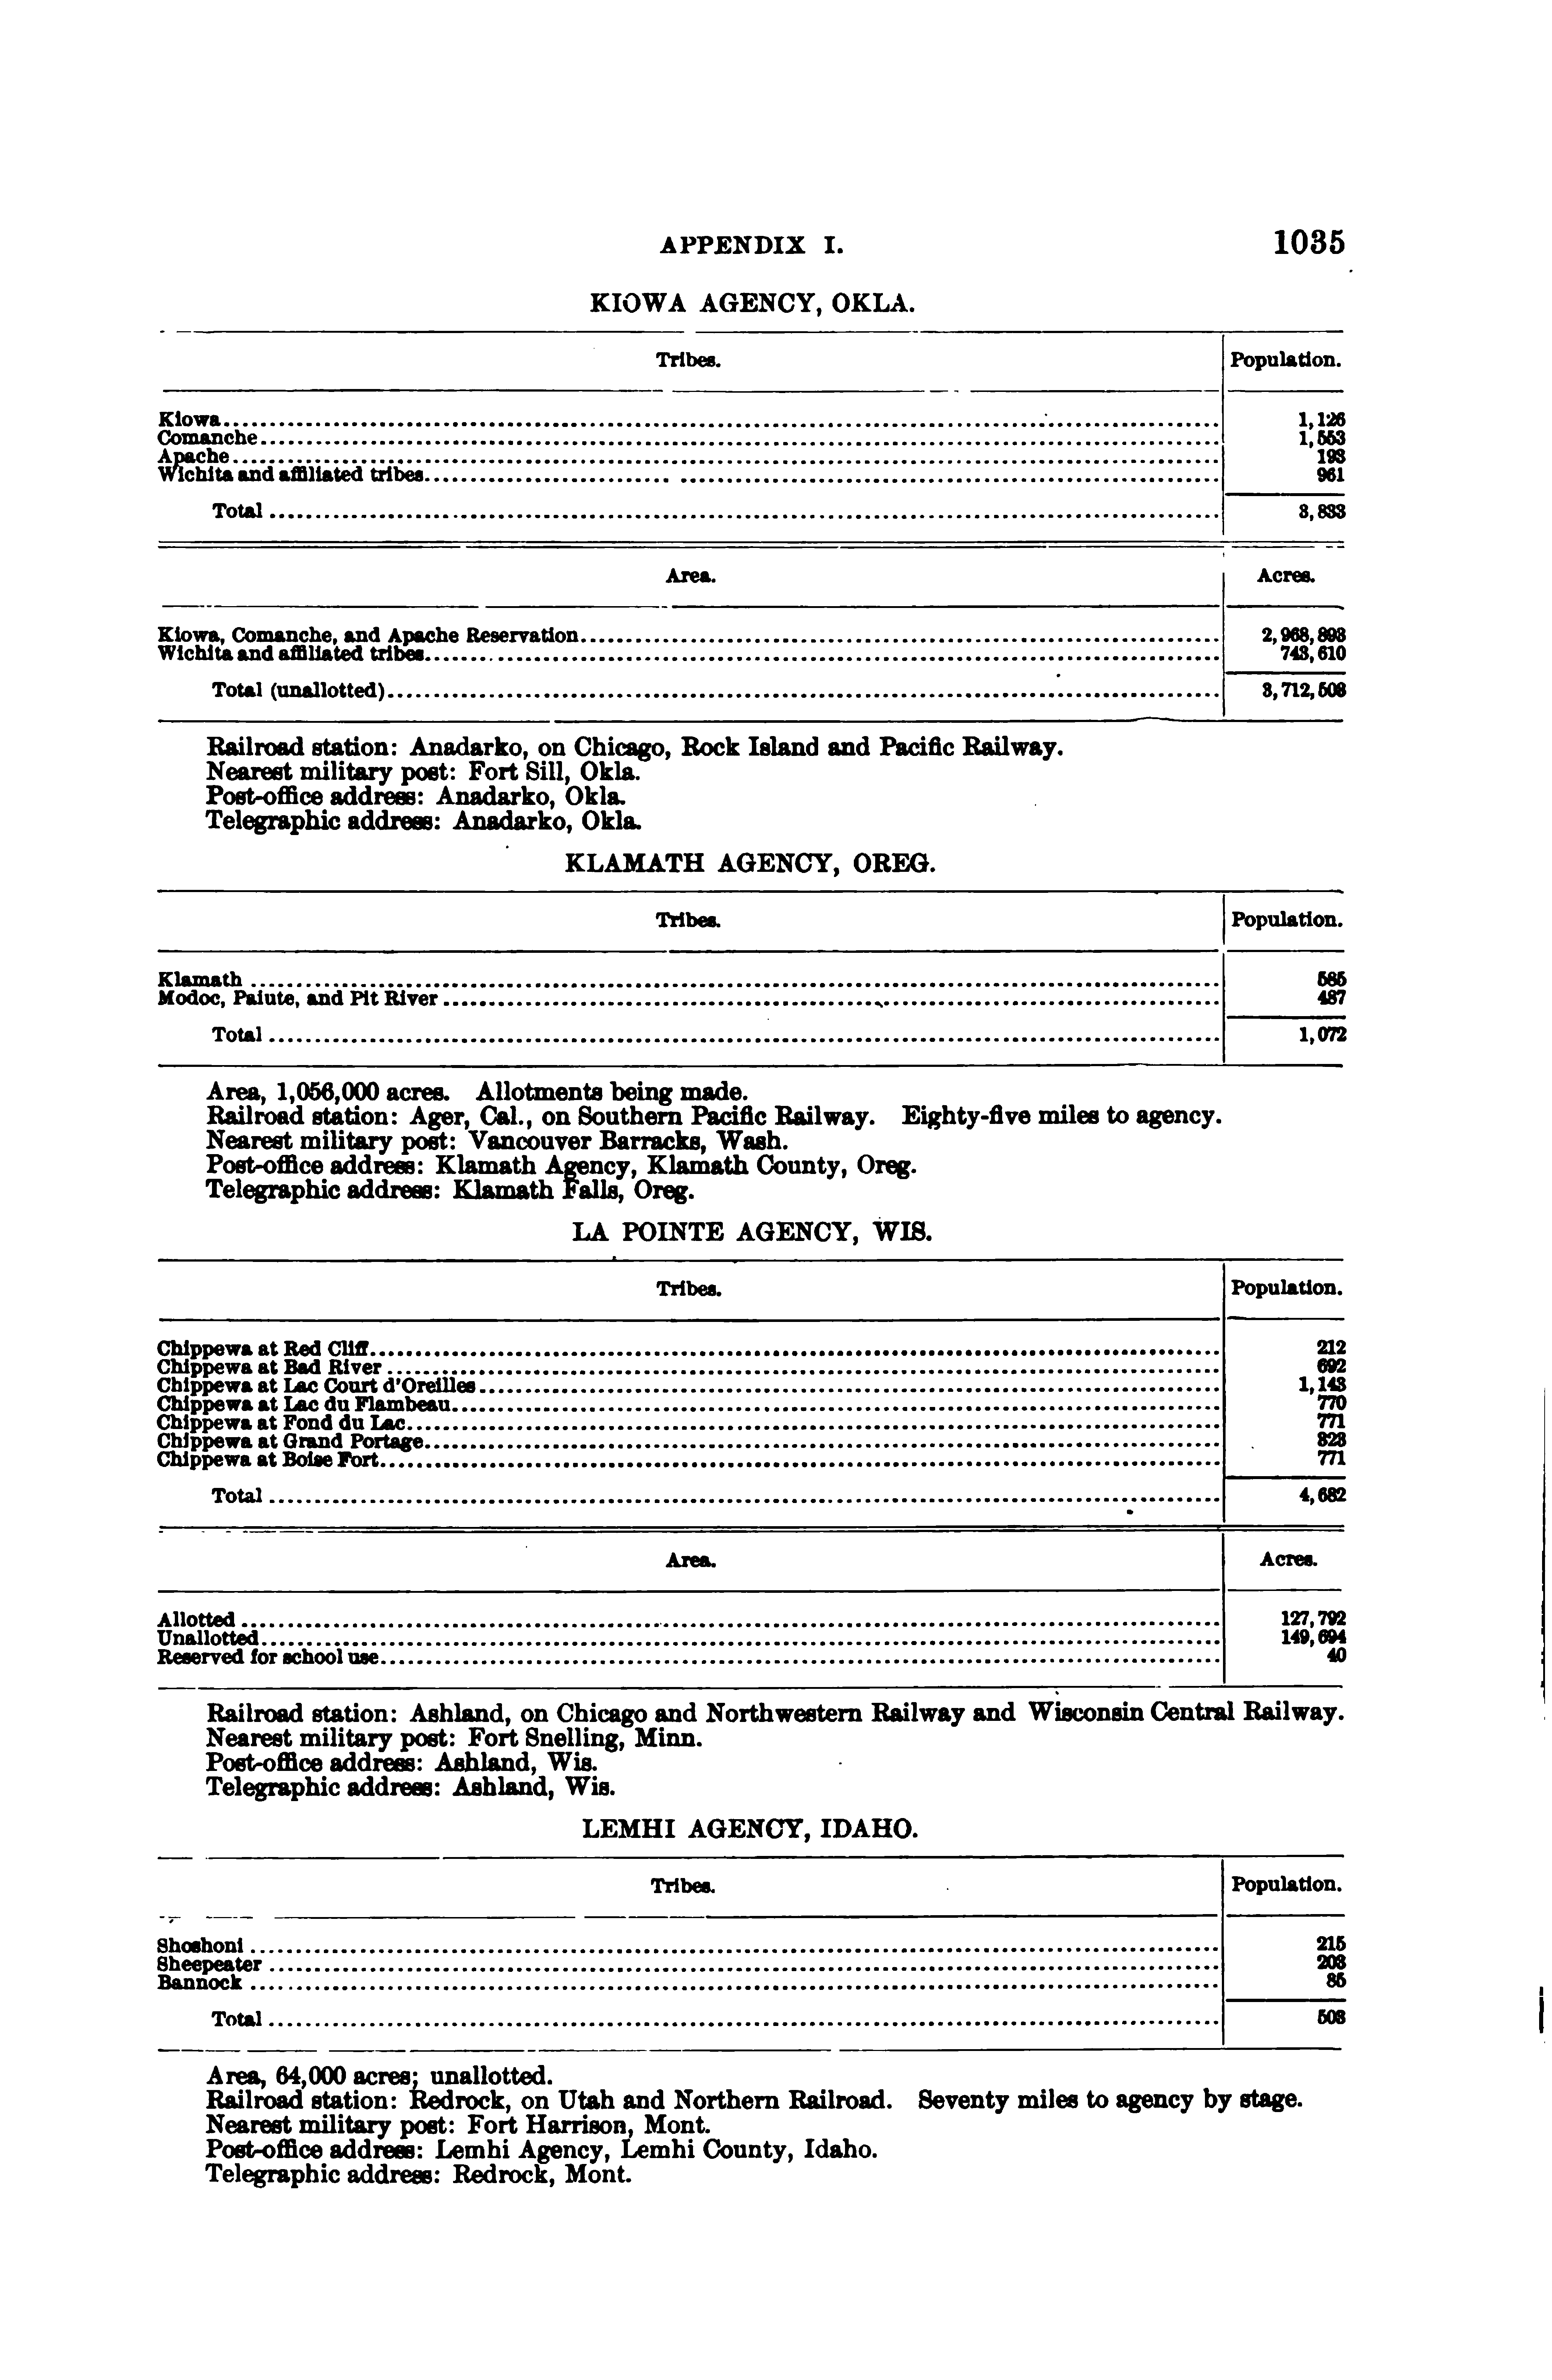 APPENDIX I. 1035
KIOWA AGENCY, OKLA.
Tribes. Population.
Kiowa 1,126
Comanche 1,553
Apache 193
Wichita and affiliated tribes 961
Total 3,833
Area. Acres.
Kiowa, Comanche, and Apache Reservation 2,968,893
Wichita and affiliated tribes 743,610
Total (unallotted) 3,712,503
Railroad station: Anadarko, on Chicago, Rock Island and Pacific Railway.
Nearest military post: Fort Sill, Okla.
Post-office address: Anadarko, Okla.
Telegraphic address: Anadarko, Okla.
KLAMATH AGENCY, OREG.
Tribes. Population.
Klamath 585
Modoc, Paiute, and Pit River 487
Total 1,072
Area, 1,056,000 acres. Allotments being made.
Railroad station: Ager, Cal., on Southern Pacific Railway. Eighty-five miles to agency.
Nearest military post: Vancouver Barracks, Wash.
Post-office address: Klamath Agency, Klamath County, Oreg.
Telegraphic address: Klamath Falls, Oreg.
LA POINTE AGENCY, WIS.
Tribes. Population.
Chippewa at Red Cliff 212
Chippewa at Bad River 692
Chippewa at Lac Court d'Oreilles 1,143
Chippewa at Lac du Flambeau 770
Chippewa at Fond du Lac 771
Chippewa at Grand Portage 323
Chippewa at Boise Fort 771
Total 4,682
Area. Acres.
Allotted 127,792
Unallotted 149,694
Reserved for school use 40
Railroad station: Ashland, on Chicago and Northwestern Railway and Wisconsin Central Railway.
Nearest military post: Fort Snelling, Minn.
Post-office address: Ashland, Wis.
Telegraphic address: Ashland, Wis.
LEMHI AGENCY, IDAHO.
Tribes. Population.
Shoshoni 215
Sheepeater 203
Bannock 85
Total 503
Area, 64,000 acres; unallotted.
Railroad station: Redrock, on Utah and Northern Railroad. Seventy miles to agency by stage.
Nearest military post: Fort Harrison, Mont.
Post-office address: Lemhi Agency, Lemhi County, Idaho.
Telegraphic address: Redrock, Mont.